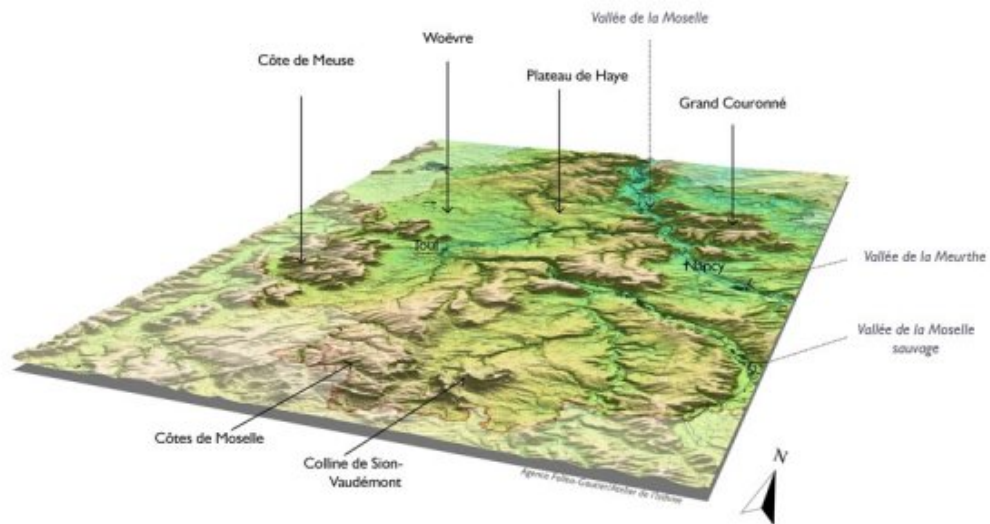 Vallée de la Moselle
Woëvre
Côte de Meuse
Plateau de Haye
Grand Couronné
Toul
Nancy
Vallée de la Meurthe
Vallée de la Moselle
sauvage
Côtes de Moselle
Colline de Sion-
Vaudémont
N